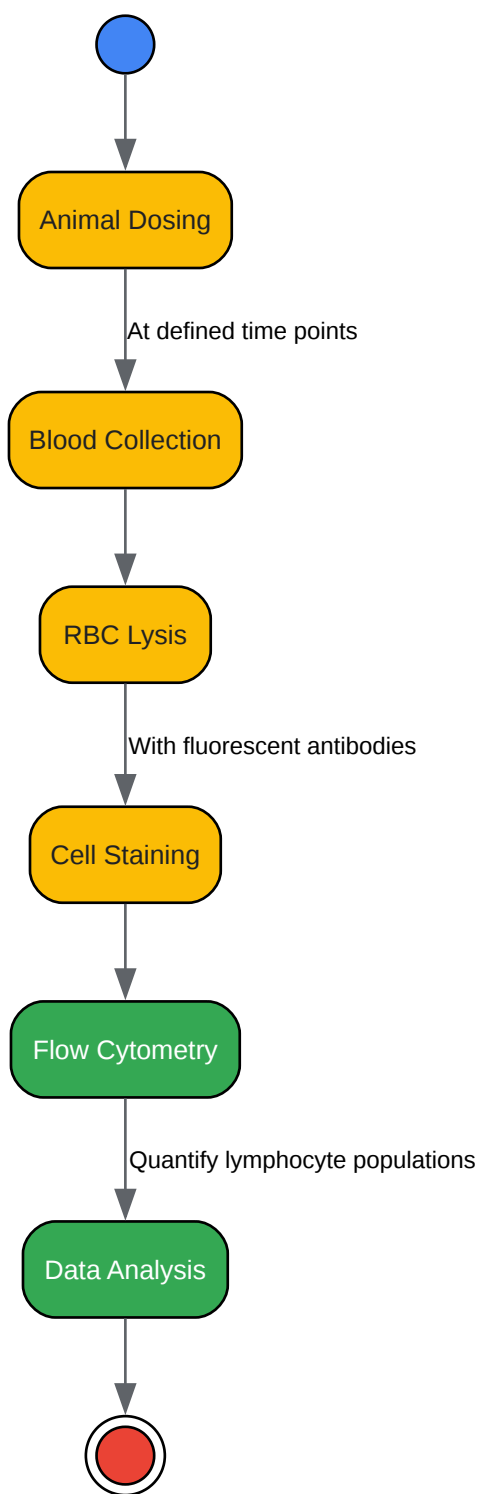 Animal Dosing
At defined time points
Blood Collection
RBC Lysis
With fluorescent antibodies
Cell Staining
Flow Cytometry
Quantify lymphocyte populations
Data Analysis